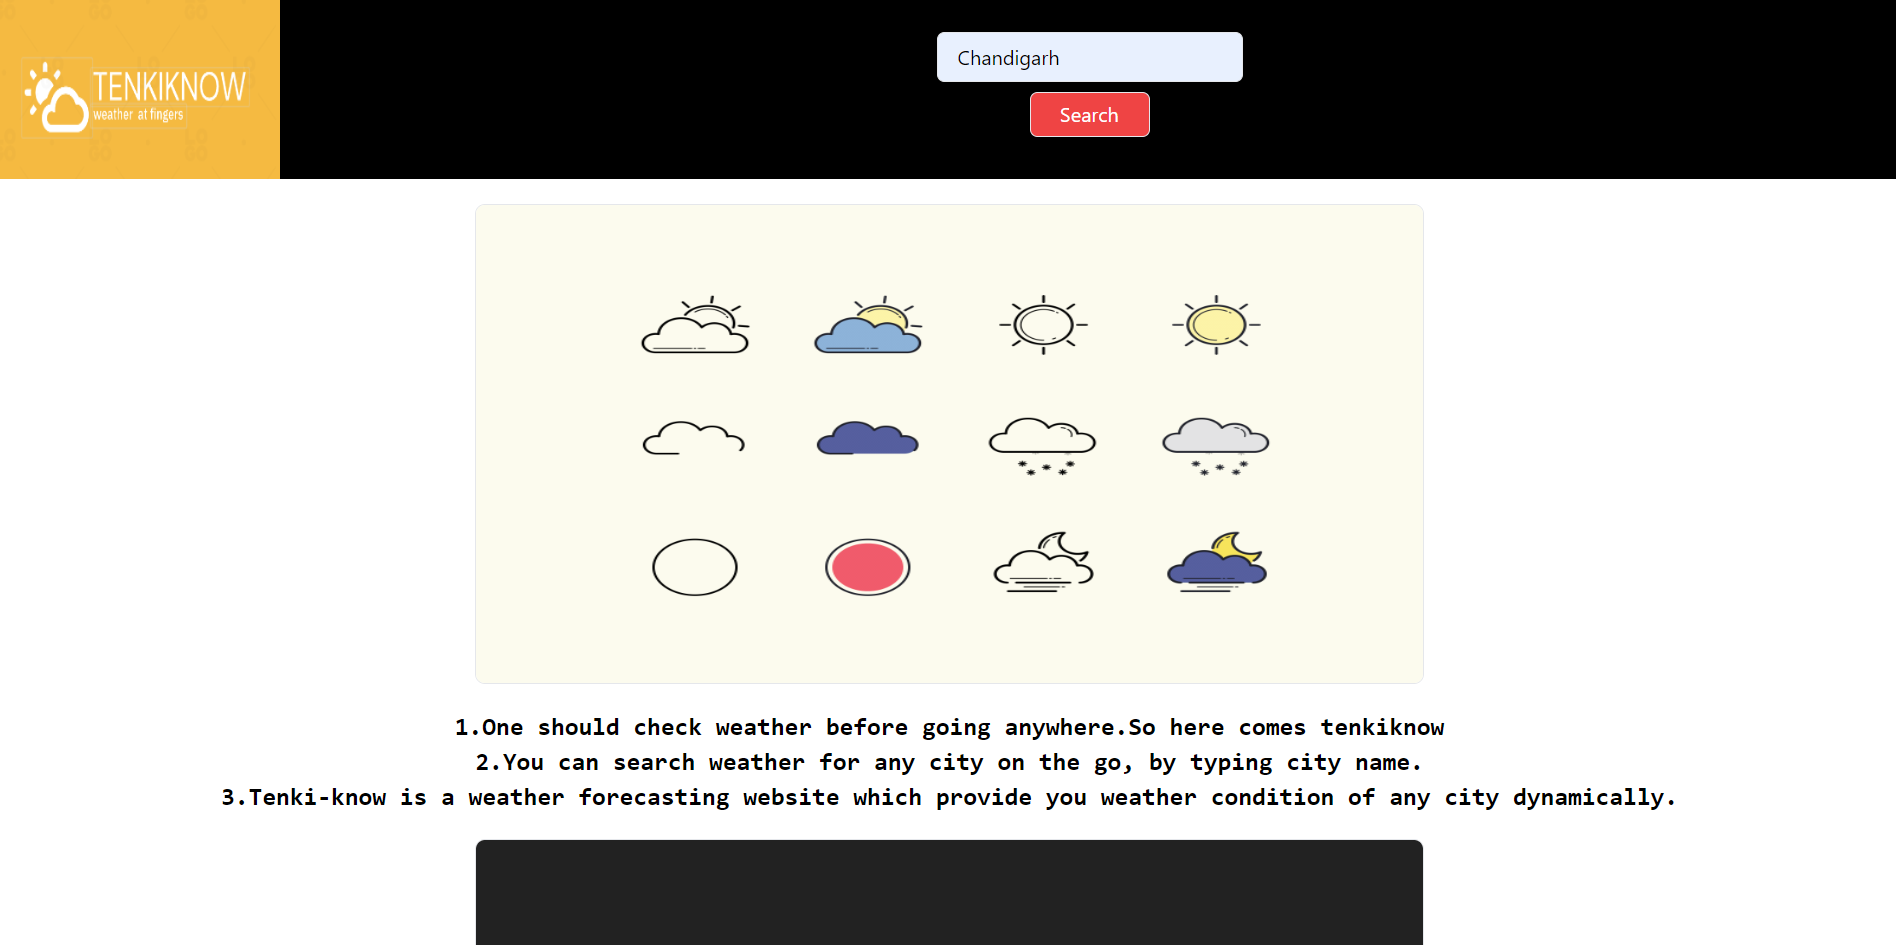 TENKIKNOW
weather at fingers
Chandigarh
Search
1.One should check weather before going anywhere.So here comes tenkiknow
2.You can search weather for any city on the go, by typing city name.
3.Tenki-know is a weather forecasting website which provide you weather condition of any city dynamically.